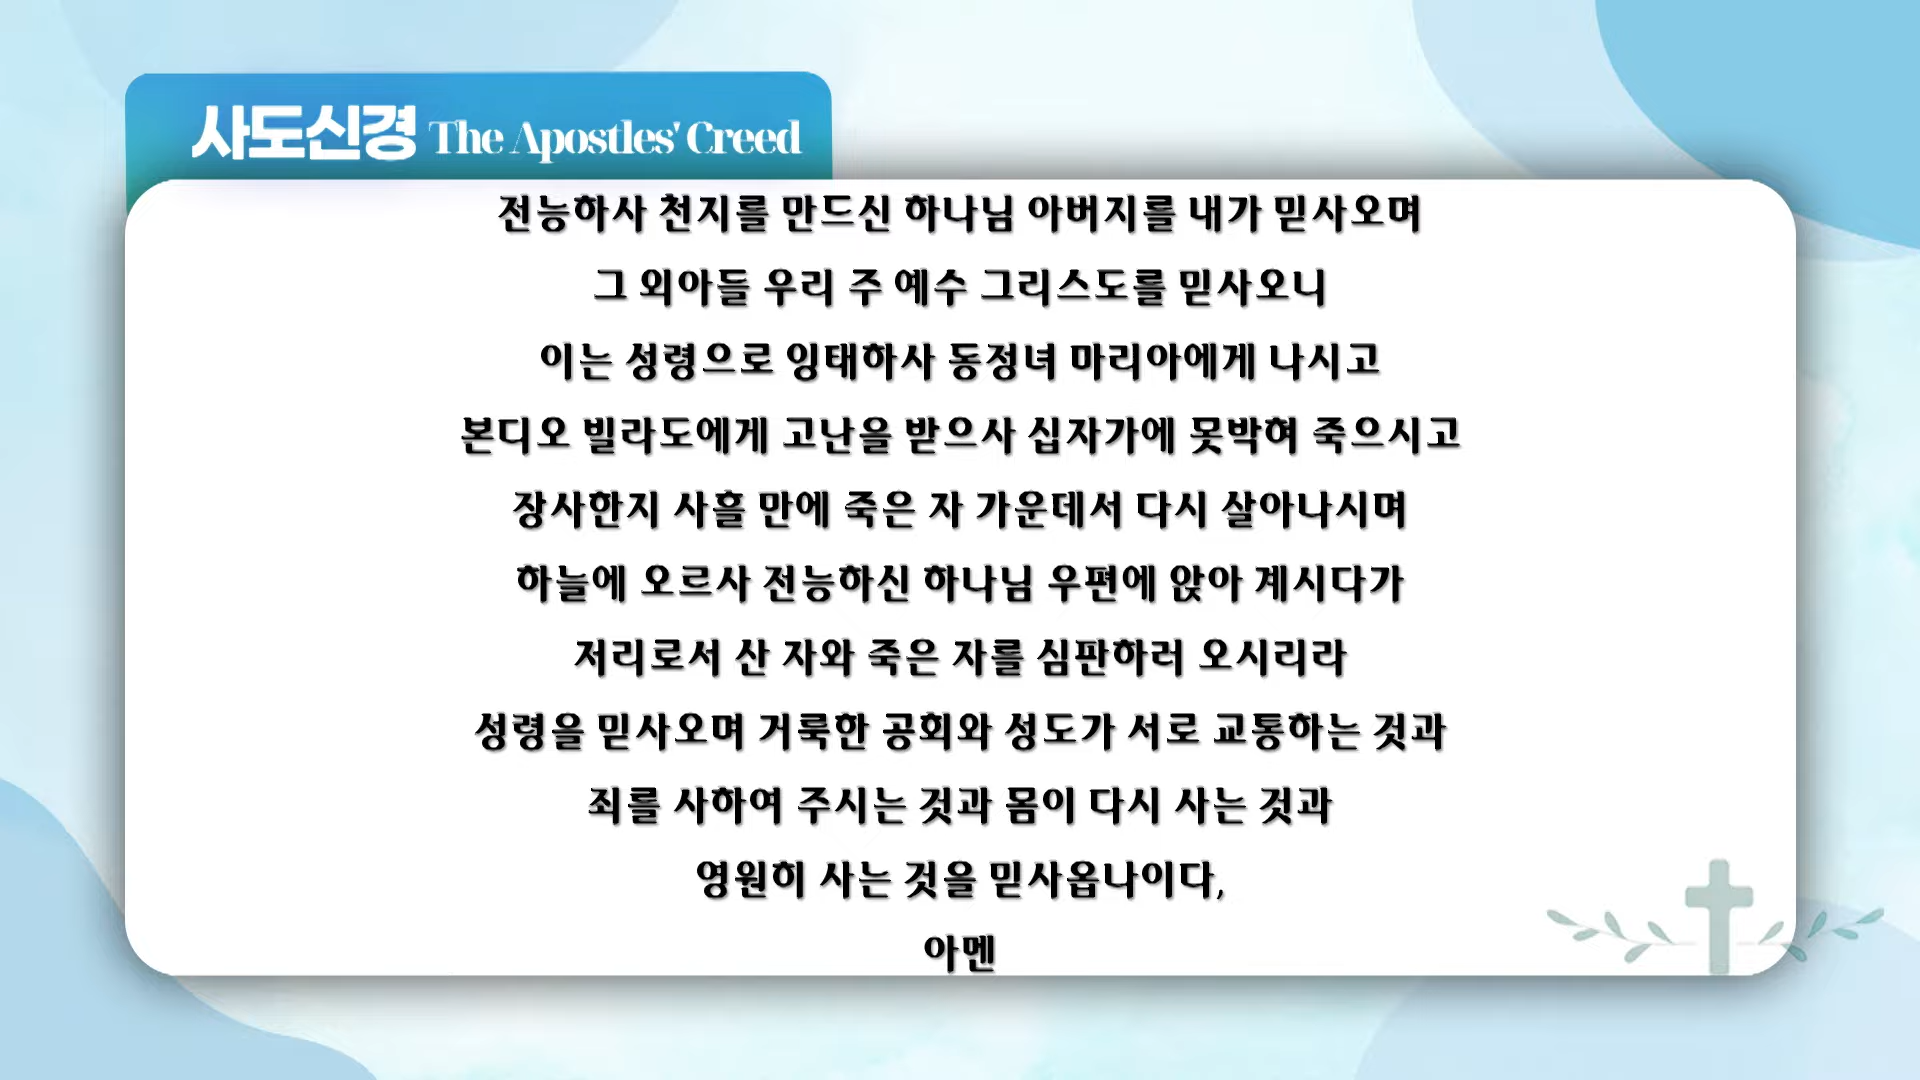 사도신경 The Apostles' Creed
전능하사 천지를 만드신 하나님 아버지를 내가 믿사오며
그 외아들 우리 주 예수 그리스도를 믿사오니
이는 성령으로 잉태하사 동정녀 마리아에게 나시고
본디오 빌라도에게 고난을 받으사 십자가에 못박혀 죽으시고
장사한지 사흘 만에 죽은 자 가운데서 다시 살아나시며
하늘에 오르사 전능하신 하나님 우편에 앉아 계시다가
저리로서 산 자와 죽은 자를 심판하러 오시리라
성령을 믿사오며 거룩한 공회와 성도가 서로 교통하는 것과
죄를 사하여 주시는 것과 몸이 다시 사는 것과
영원히 사는 것을 믿사옵나이다,
아멘